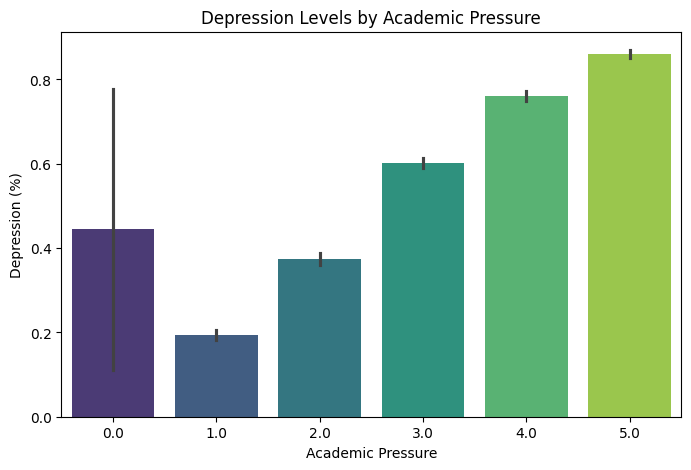 Depression Levels by Academic Pressure
Depression (%)
0.8
0.6
0.4
0.2
0.0
0.0 1.0 2.0 3.0 4.0 5.0
Academic Pressure